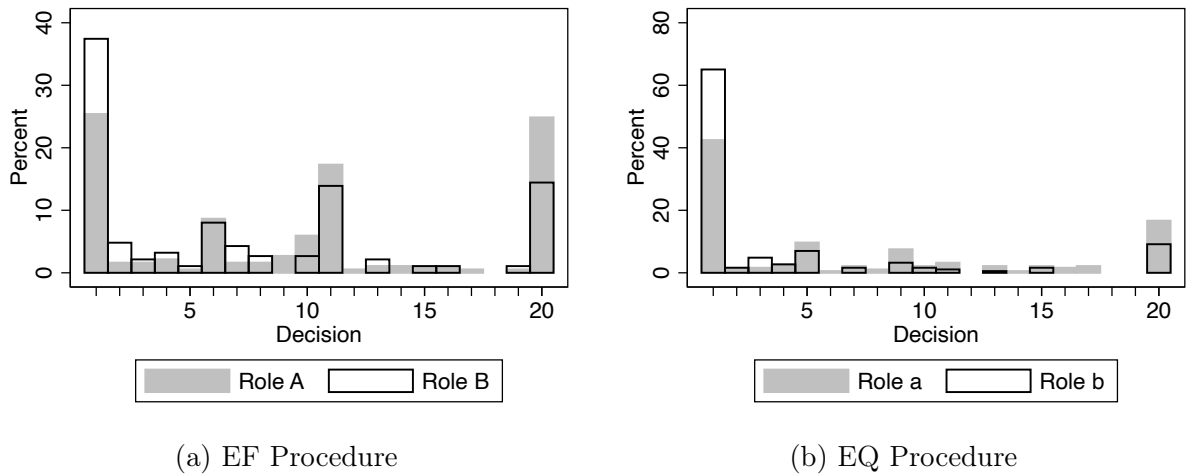 40
30
20
10
0
Percent
5 10 15 20
Decision
Role A Role B
(a) EF Procedure
80
60
40
20
0
Percent
5 10 15 20
Decision
Role a Role b
(b) EQ Procedure